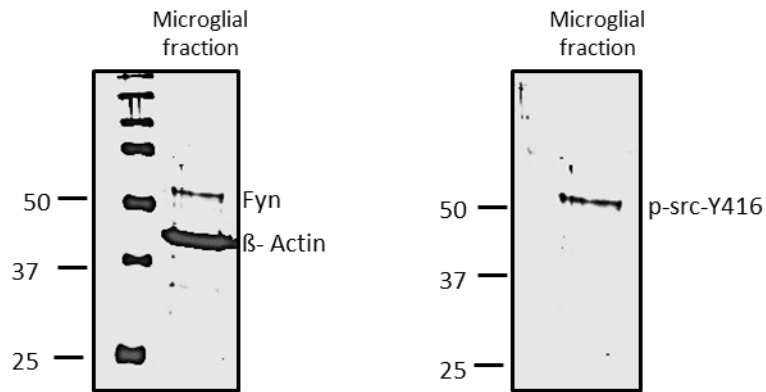 Microglial
fraction
50
Fyn
ß- Actin
37
25
Microglial
fraction
50
p-src-Y416
37
25